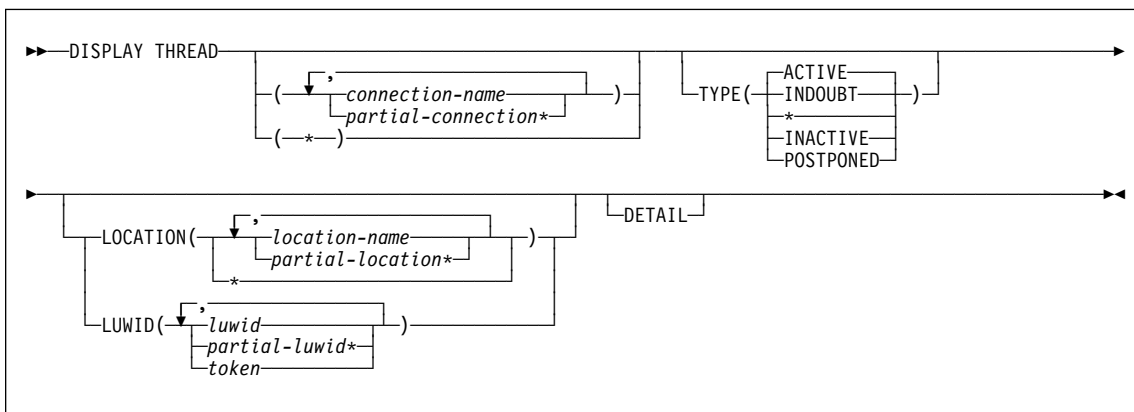 DISPLAY THREAD
ACTIVE
,
TYPE( INDOUBT )
( connection-name )
*
partial-connection*
INACTIVE
( * )
POSTPONED
,
DETAIL
LOCATION( location-name )
partial-location*
*
,
LUWID( luwid )
partial-luwid*
token